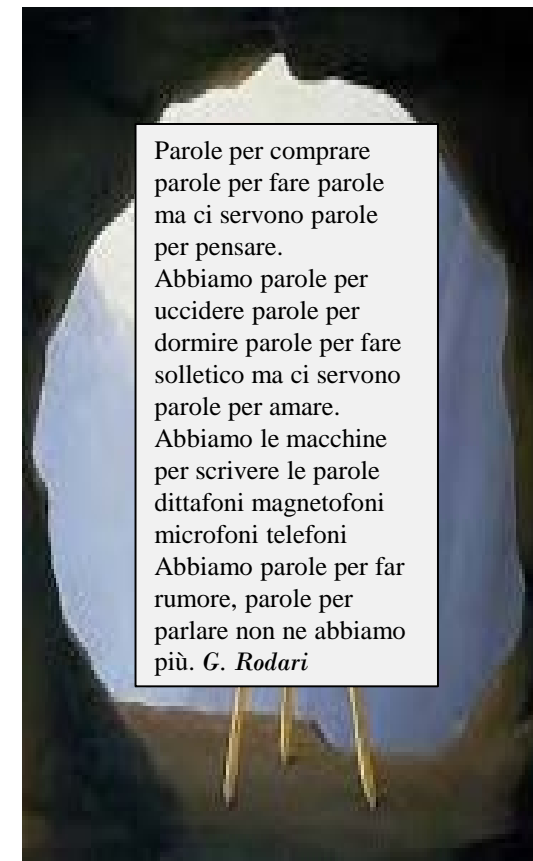 Parole per comprare
parole per fare parole
ma ci servono parole
per pensare.
Abbiamo parole per
uccidere parole per
dormire parole per fare
solletico ma ci servono
parole per amare.
Abbiamo le macchine
per scrivere le parole
dittafoni magnetofoni
microfoni telefoni
Abbiamo parole per far
rumore, parole per
parlare non ne abbiamo
più. G. Rodari